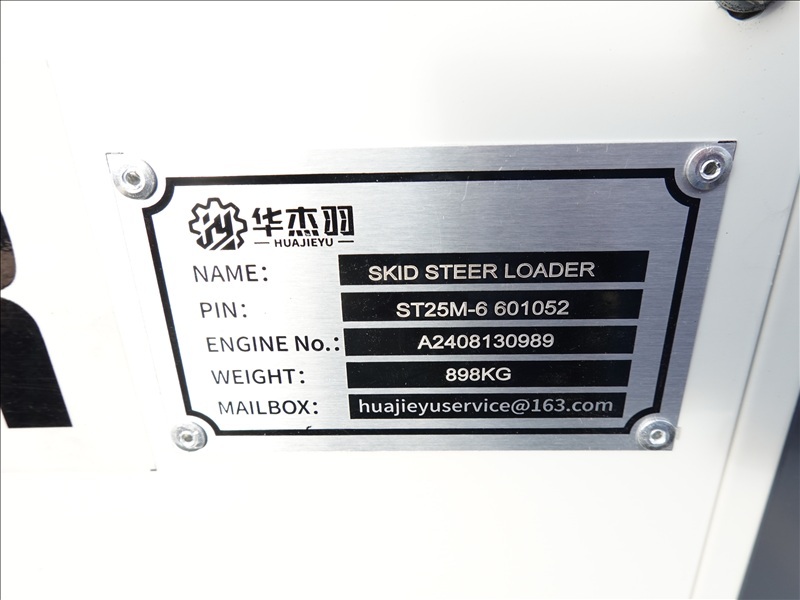 华杰羽
HUAJIEYU
NAME: SKID STEER LOADER
PIN: ST25M-6 601052
ENGINE No.: A2408130989
WEIGHT: 898KG
MAILBOX: huajieyuservice@163.com